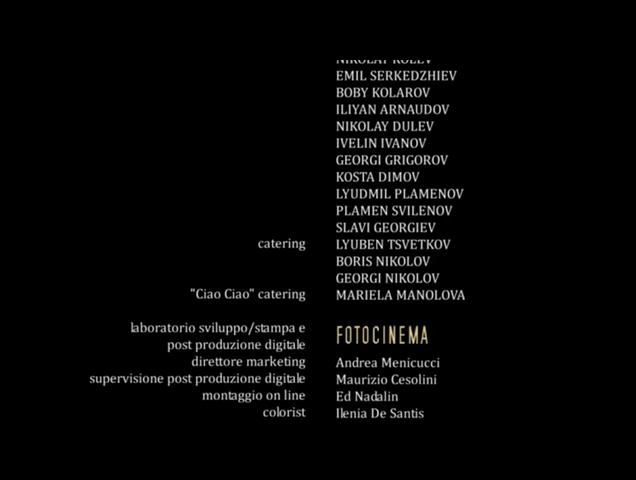 NIKOLAY KOLEV
EMIL SERKEDZHIEV
BOBY KOLAROV
ILIYAN ARNAUDOV
NIKOLAY DULEV
IVELIN IVANOV
GEORGI GRIGOROV
KOSTA DIMOV
LYUDMIL PLAMENOV
PLAMEN SVILENOV
SLAVI GEORGIEV
catering LYUBEN TSVETKOV
BORIS NIKOLOV
GEORGI NIKOLOV
"Ciao Ciao" catering MARIELA MANOLOVA
laboratorio sviluppo/stampa e
post produzione digitale FOTOCINEMA
direttore marketing Andrea Menicucci
supervisione post produzione digitale Maurizio Cesolini
montaggio on line Ed Nadalin
colorist Ilenia De Santis